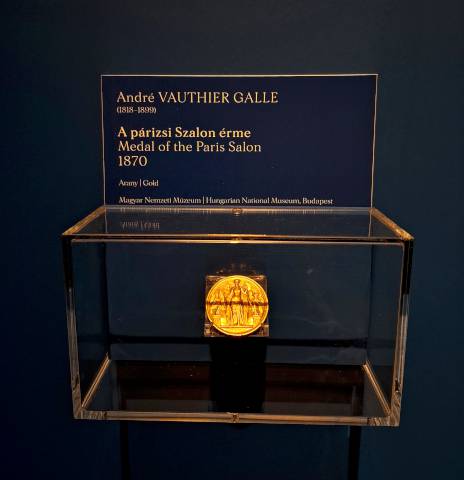 André VAUTHIER GALLE
(1818–1899)
A párizsi Szalon érme
Medal of the Paris Salon
1870
Arany | Gold
Magyar Nemzeti Múzeum | Hungarian National Museum, Budapest